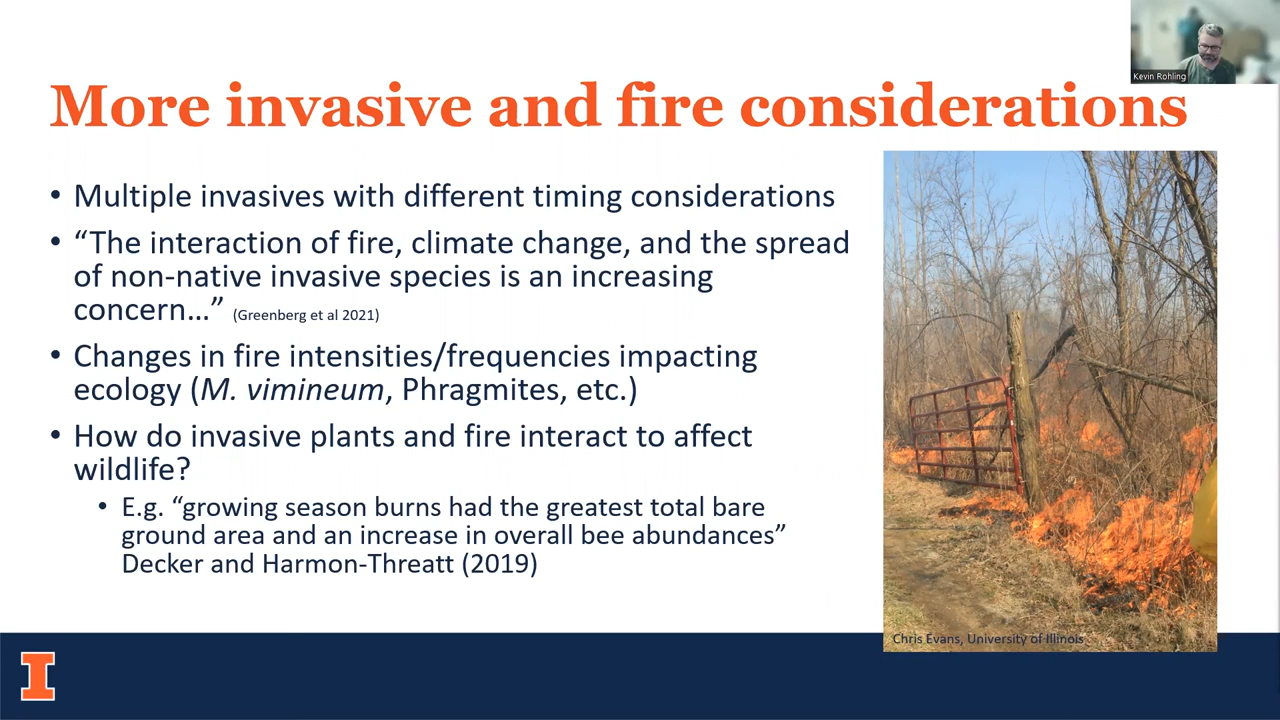 Kevin Rohling
More invasive and fire considerations
• Multiple invasives with different timing considerations
• “The interaction of fire, climate change, and the spread
of non-native invasive species is an increasing
concern…” (Greenberg et al 2021)
• Changes in fire intensities/frequencies impacting
ecology (M. vimineum, Phragmites, etc.)
• How do invasive plants and fire interact to affect
wildlife?
• E.g. “growing season burns had the greatest total bare
ground area and an increase in overall bee abundances”
Decker and Harmon-Threatt (2019)
Chris Evans, University of Illinois
I